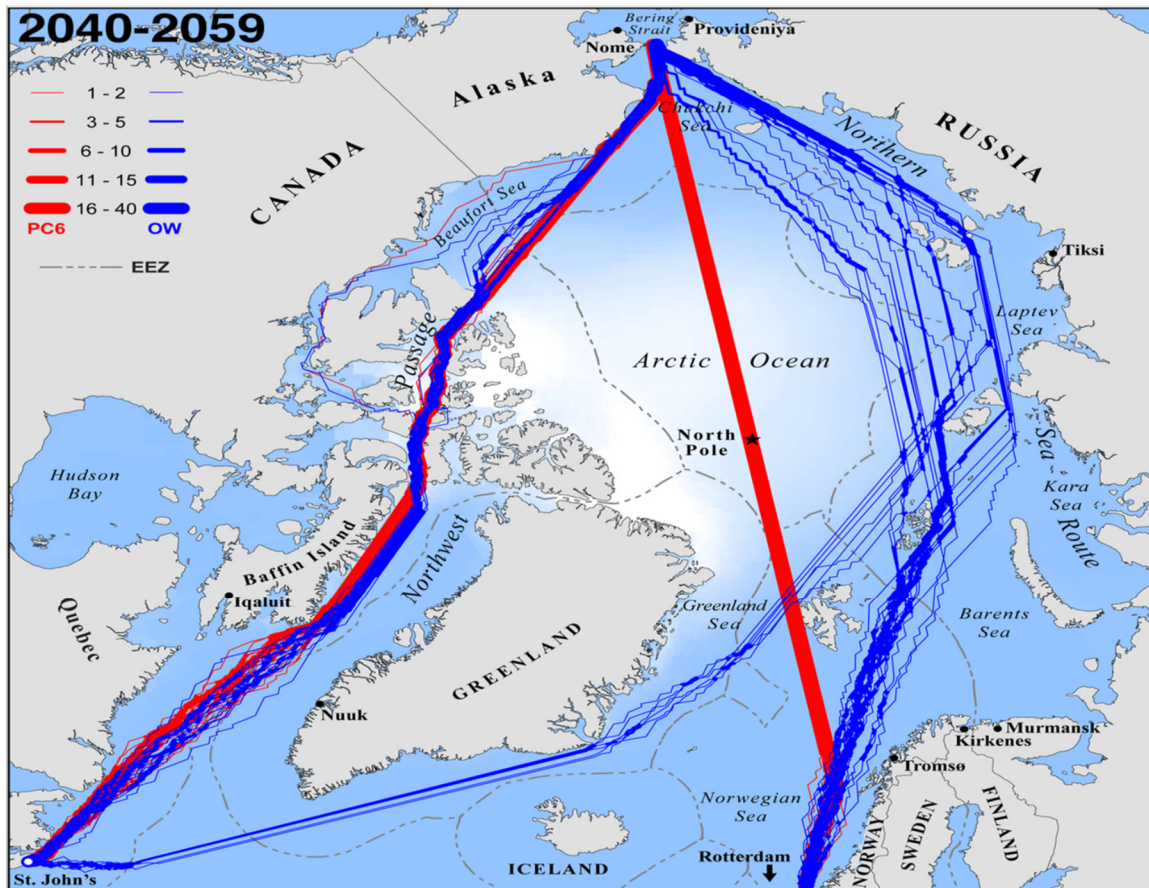 2040-2059
1 - 2
3 - 5
6 - 10
11 - 15
16 - 40
PC6 OW
EEZ
Bering
Strait
Nome
Provideniya
Alaska
Chukchi
Sea
Northern
RUSSIA
CANADA
Beaufort Sea
Tiksi
Laptev
Sea
Passage
Arctic Ocean
North
Pole
Sea
Route
Kara
Sea
Hudson
Bay
Baffin Island
Northwest
Iqaluit
Quebec
Greenland
Sea
Barents
Sea
GREENLAND
Nuuk
Murmansk
Kirkenes
Tromsø
Norwegian
Sea
NORWAY
SWEDEN
FINLAND
ICELAND
Rotterdam
St. John's